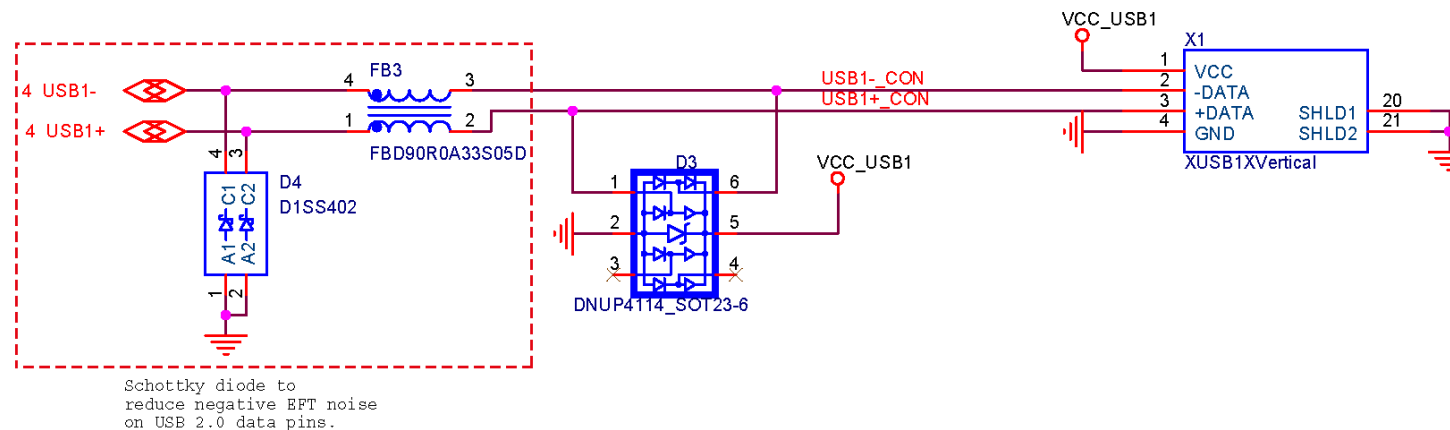 VCC_USB1
X1
FB3
4 USB1-
4
3
USB1-_CON
1
VCC
2
-DATA
USB1+_CON
3
+DATA
SHLD1
20
4 USB1+
1
2
4
GND
SHLD2
21
FBD90R0A33S05D
XUSB1XVertical
4
3
D3
VCC_USB1
D4
D1SS402
C1
C2
A1
A2
1
2
1
6
2
5
3
4
DNUP4114_SOT23-6
Schottky diode to
reduce negative EFT noise
on USB 2.0 data pins.